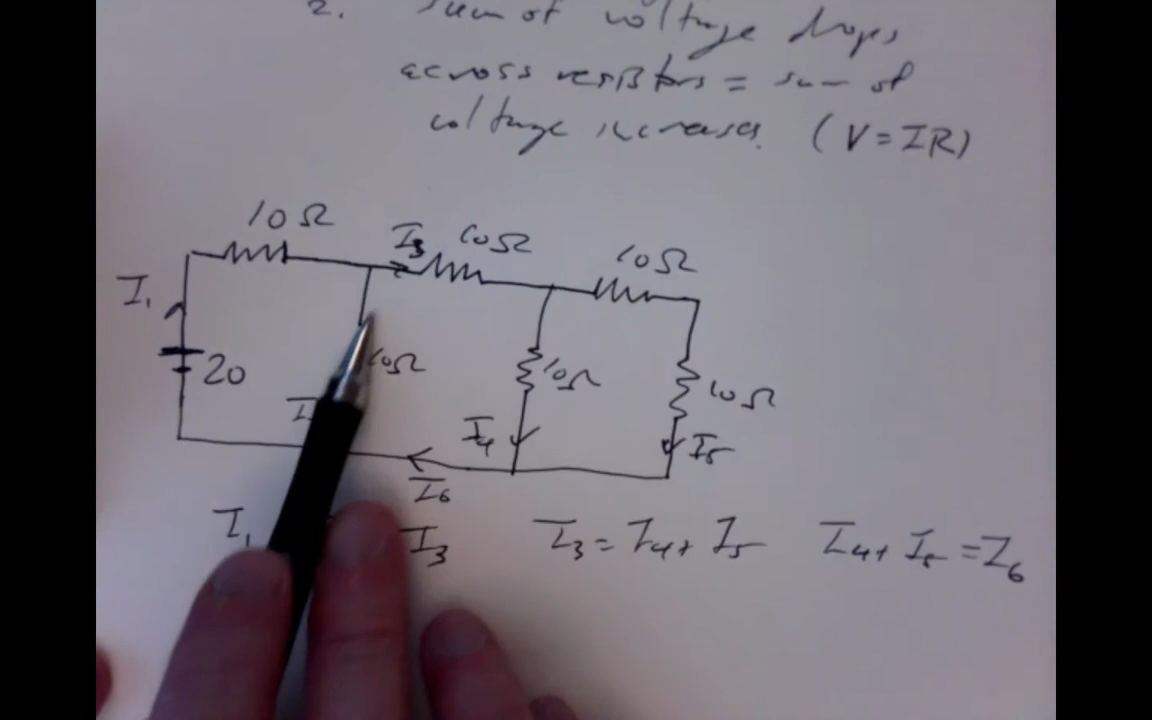 2. sum of voltage drops
across resistors = sum of
voltage increases. (V=IR)
10Ω
I3 10Ω
10Ω
I1
20
10Ω
10Ω
10Ω
I4
I5
I6
I1
I3
I3 = I4 + I5
I4 + I5 = I6